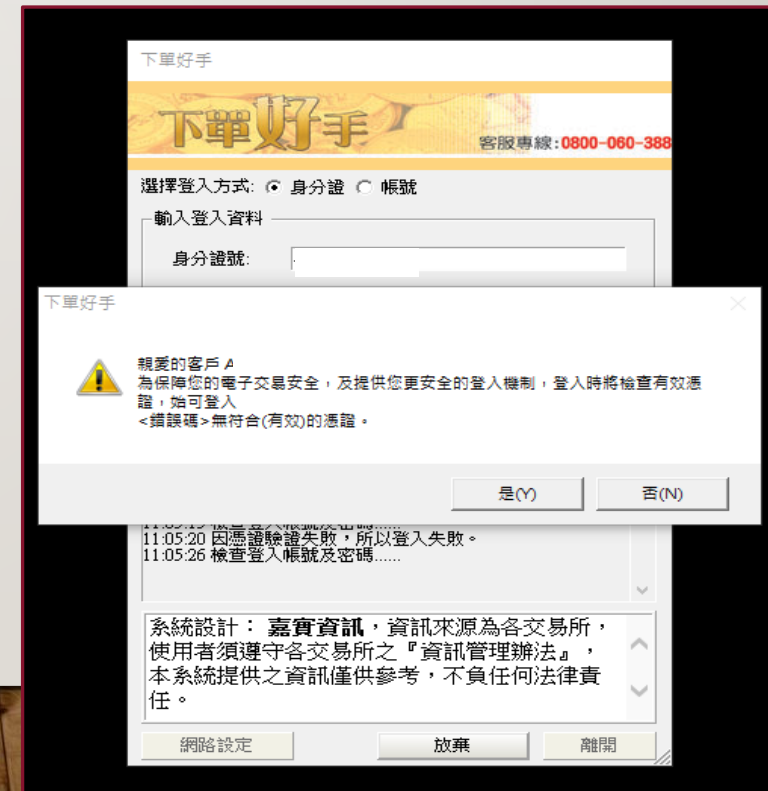 下單好手
下單好手
客服專線:0800-060-388
選擇登入方式: 身分證 帳號
輸入登入資料
身分證號:
下單好手
親愛的客戶 A
為保障您的電子交易安全，及提供您更安全的登入機制，登入時將檢查有效憑
證，始可登入
<錯誤碼>無符合(有效)的憑證。
是(Y) 否(N)
11:05:20 因憑證驗證失敗，所以登入失敗。
11:05:26 檢查登入帳號及密碼......
系統設計： 嘉實資訊，資訊來源為各交易所，
使用者須遵守各交易所之『資訊管理辦法』，
本系統提供之資訊僅供參考，不負任何法律責
任。
網路設定 放棄 離開